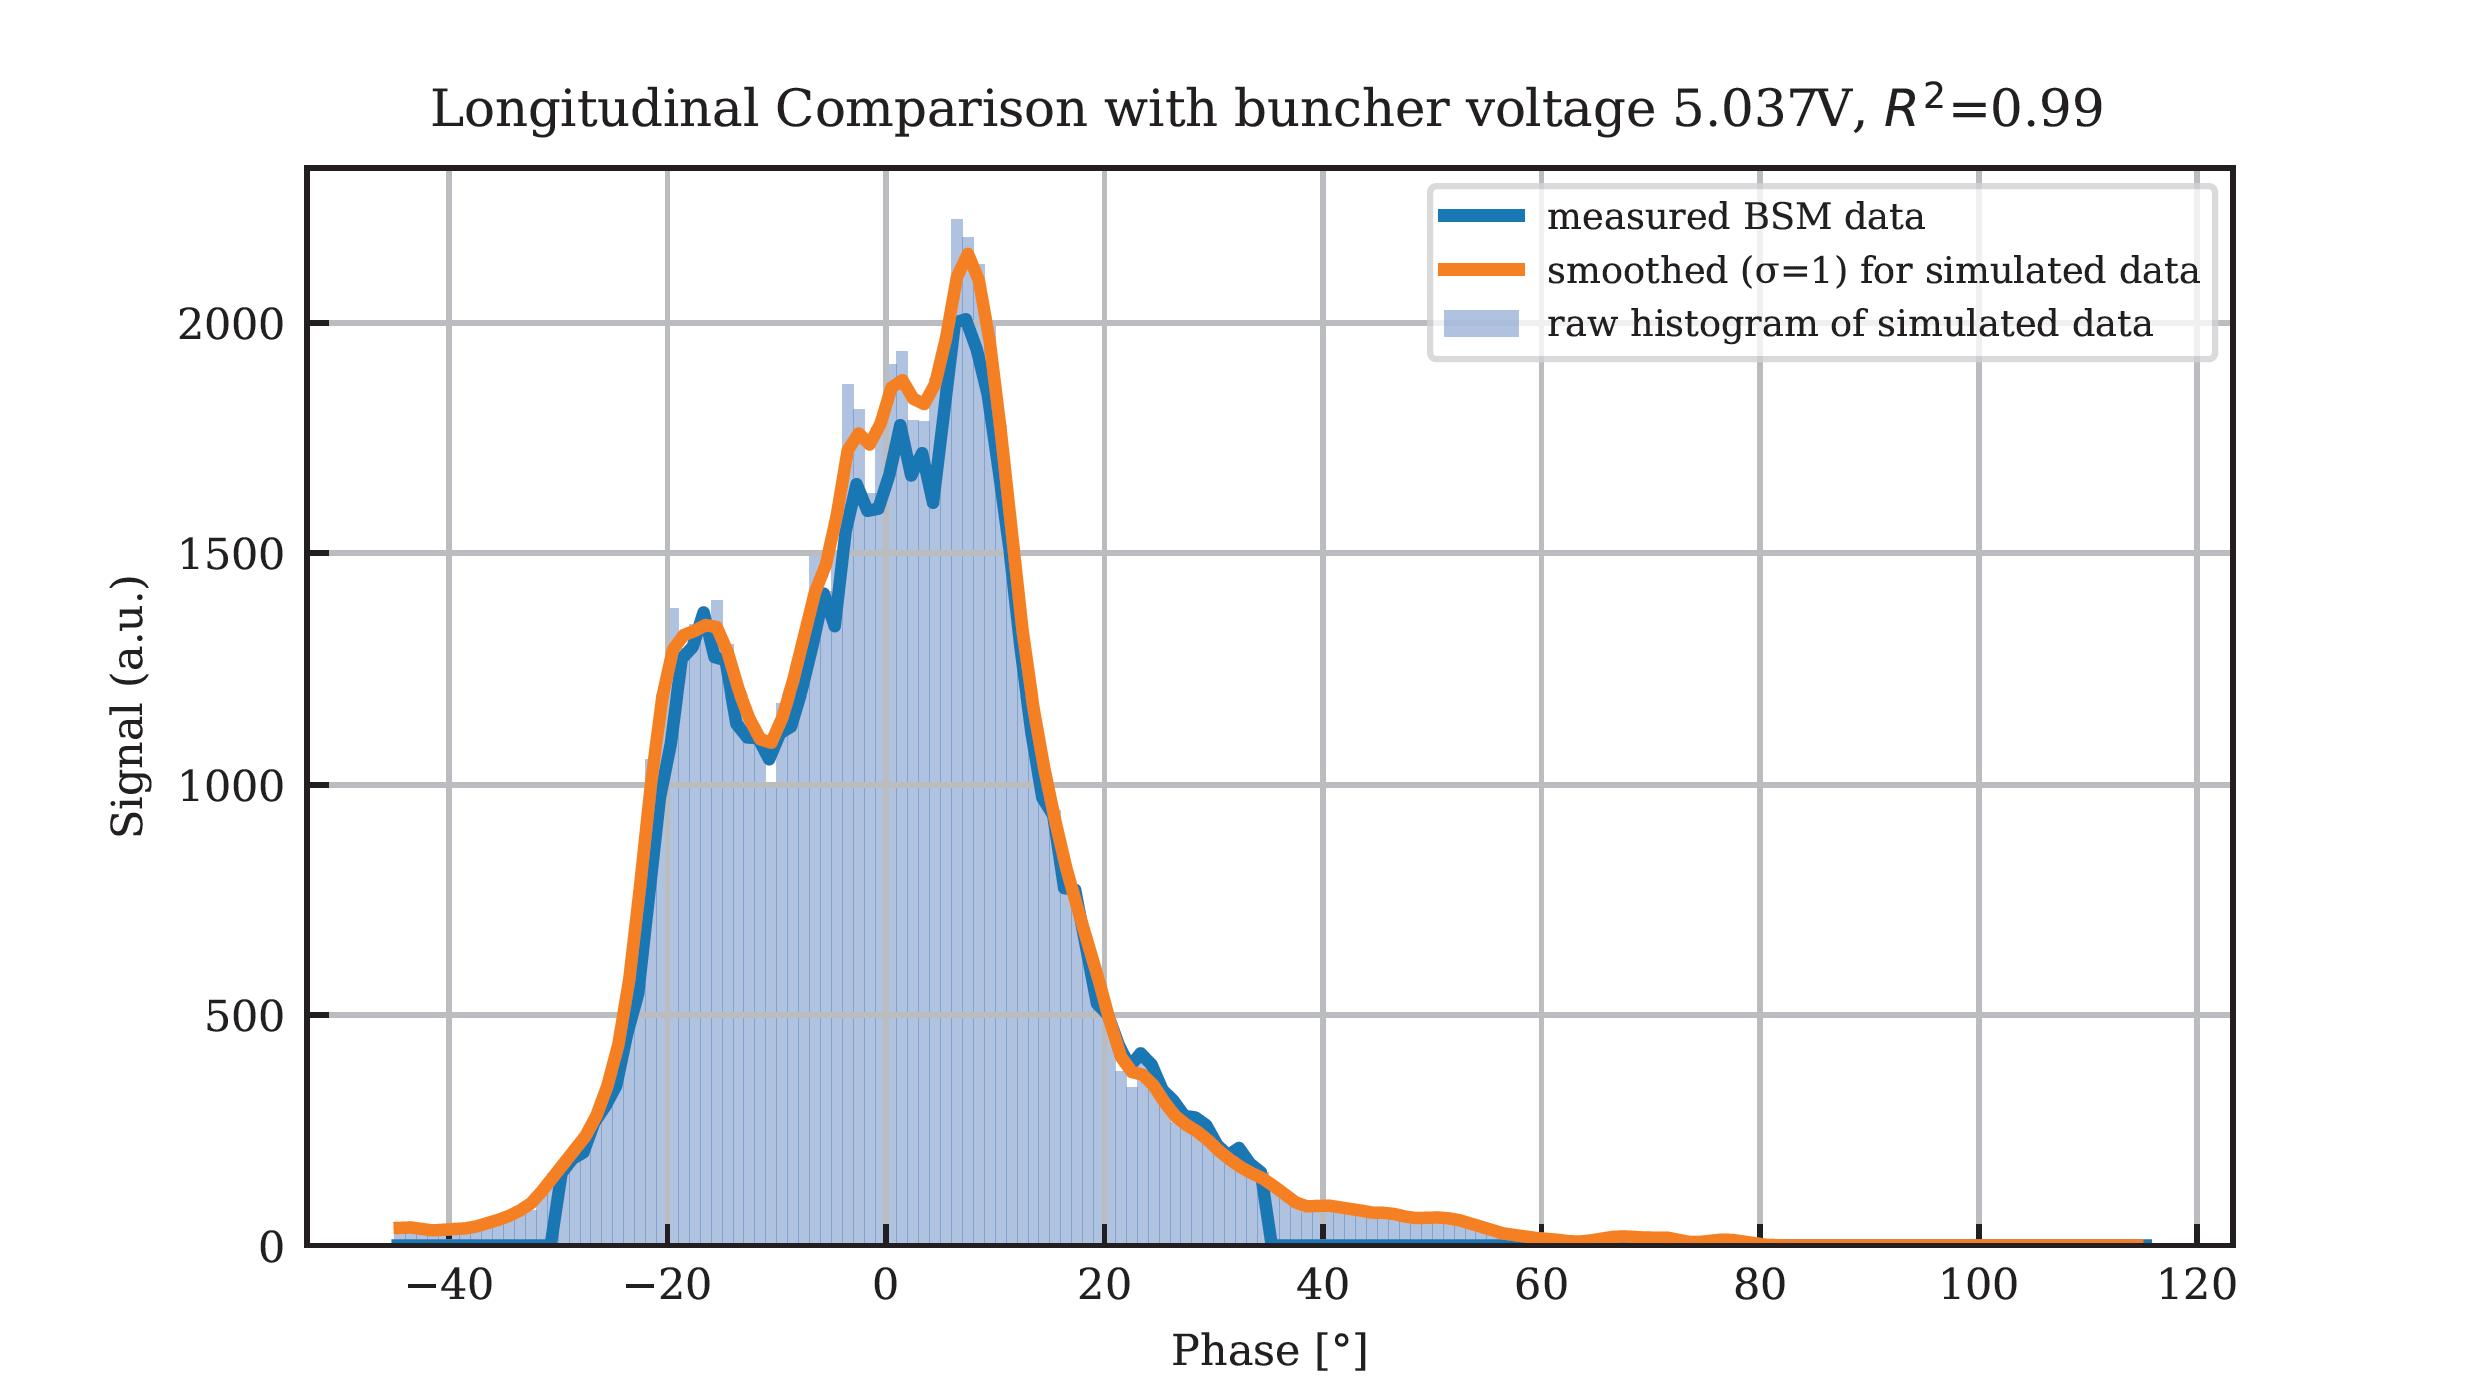 Longitudinal Comparison with buncher voltage 5.037V, R²=0.99
measured BSM data
smoothed (σ=1) for simulated data
raw histogram of simulated data
Signal (a.u.)
2000
1500
1000
500
0
−40 −20 0 20 40 60 80 100 120
Phase [°]